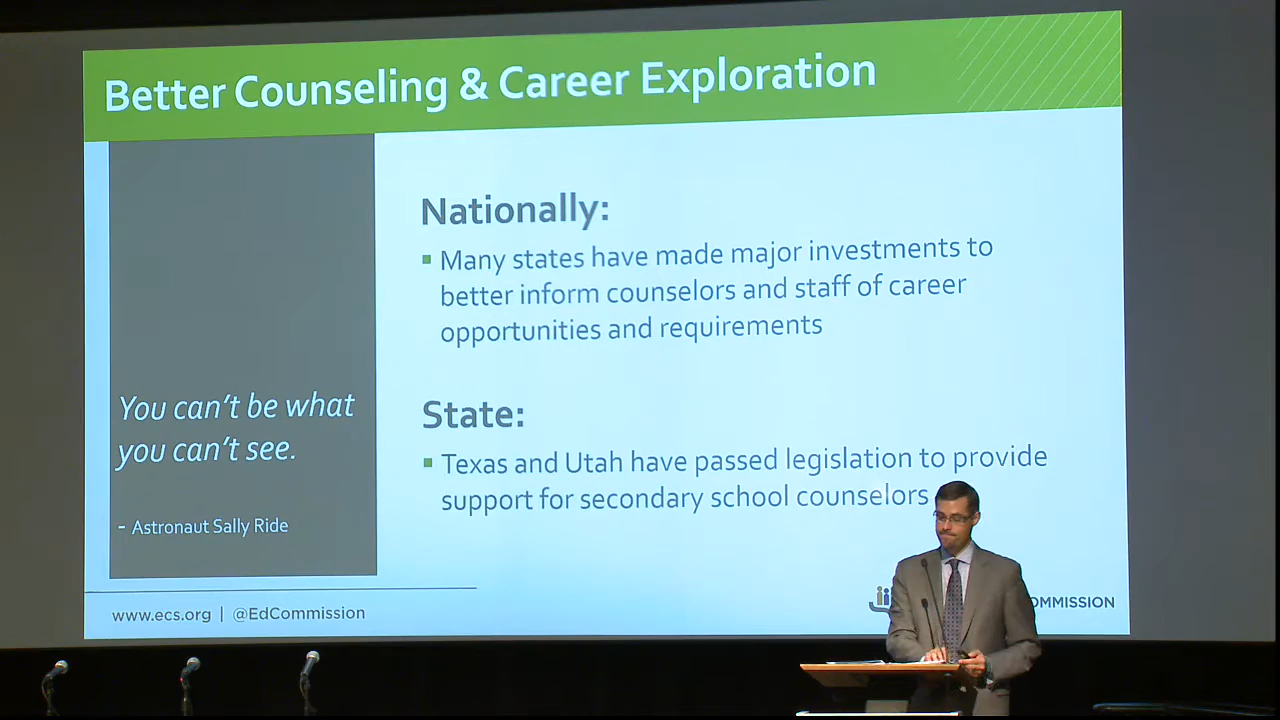 Better Counseling & Career Exploration
Nationally:
▪ Many states have made major investments to
better inform counselors and staff of career
opportunities and requirements
You can't be what
you can't see.
- Astronaut Sally Ride
State:
▪ Texas and Utah have passed legislation to provide
support for secondary school counselors
www.ecs.org | @EdCommission